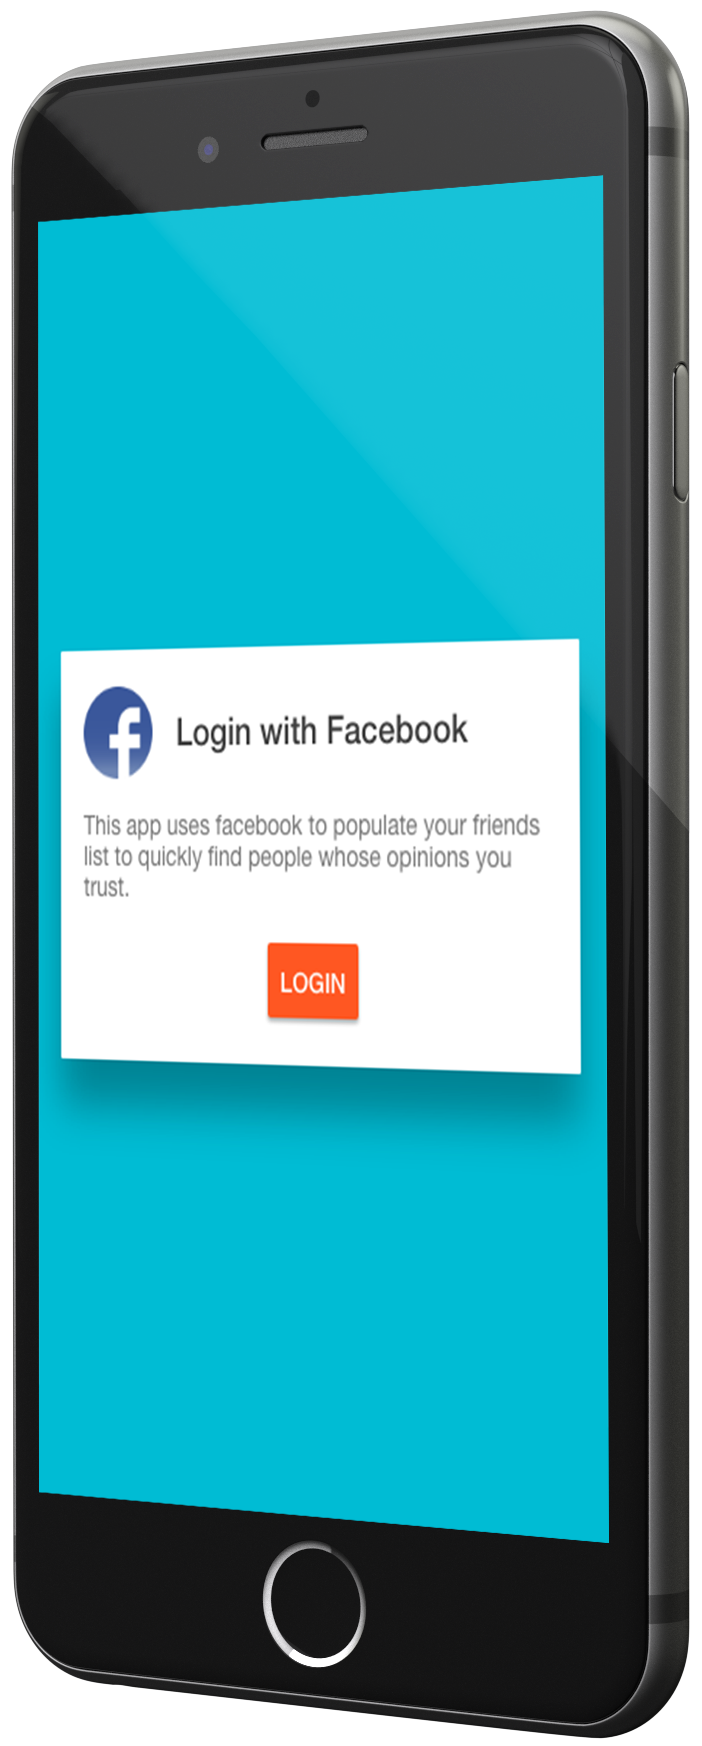 Login with Facebook
This app uses facebook to populate your friends
list to quickly find people whose opinions you
trust.
LOGIN